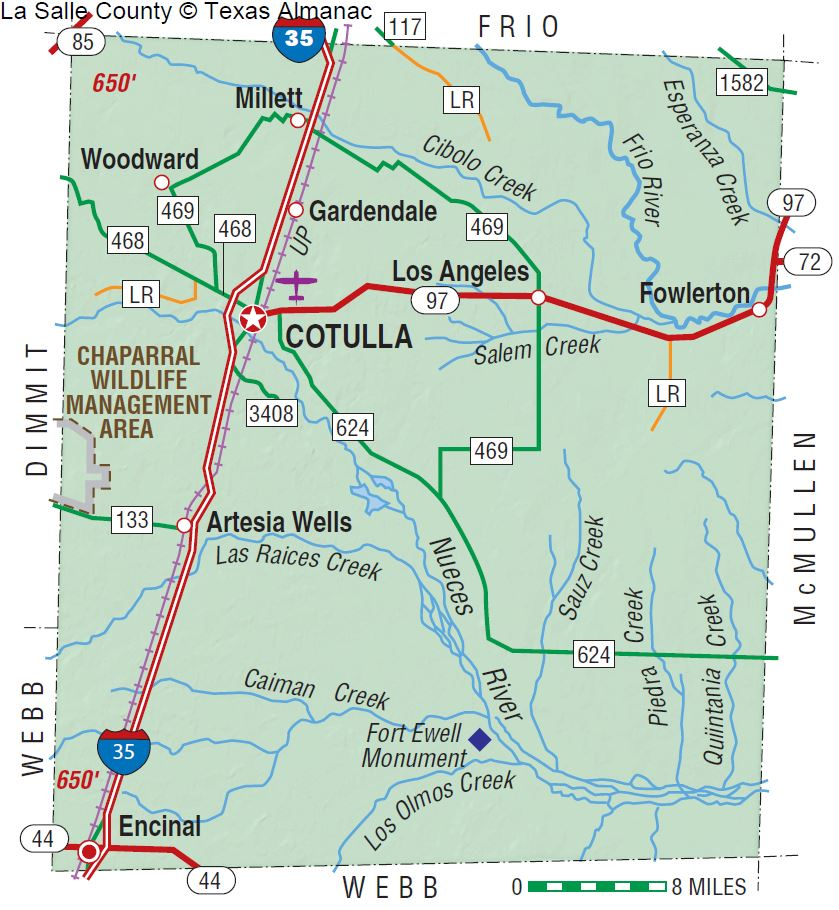 La Salle County © Texas Almanac
85
35
117
FRIO
650'
LR
1582
Millett
Woodward
Cibolo Creek
Frio River
Esperanza Creek
469
Gardendale
97
468
468
UP
469
72
LR
Los Angeles
97
Fowlerton
COTULLA
Salem Creek
DIMMIT
CHAPARRAL
WILDLIFE
MANAGEMENT
AREA
LR
3408
624
469
McMULLEN
133
Artesia Wells
Las Raices Creek
Nueces
River
Sauz Creek
Piedra
Creek
Quiintania
Creek
624
WEBB
Caiman Creek
Fort Ewell
Monument
35
650'
Los Olmos Creek
44
Encinal
44
WEBB
0
8 MILES